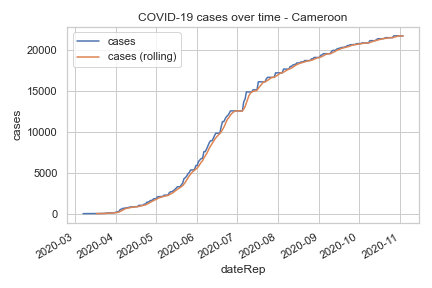 COVID-19 cases over time - Cameroon
cases
cases (rolling)
20000
15000
10000
5000
0
cases
2020-03
2020-04
2020-05
2020-06
2020-07
2020-08
2020-09
2020-10
2020-11
dateRep